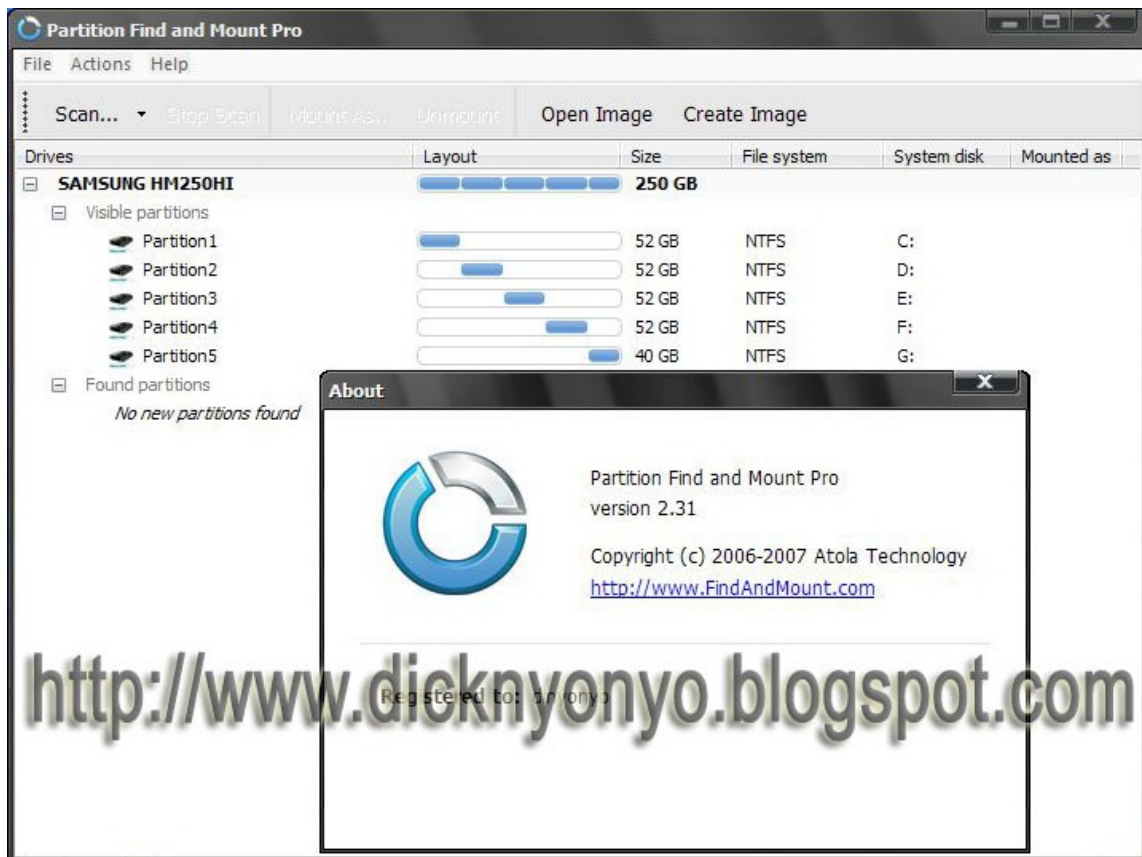 Partition Find and Mount Pro
File Actions Help
Scan... Stop Scan Mount As... Unmount Open Image Create Image
Drives Layout Size File system System disk Mounted as
SAMSUNG HM250HI 250 GB
Visible partitions
Partition1 52 GB NTFS C:
Partition2 52 GB NTFS D:
Partition3 52 GB NTFS E:
Partition4 52 GB NTFS F:
Partition5 40 GB NTFS G:
Found partitions
No new partitions found
About
Partition Find and Mount Pro
version 2.31
Copyright (c) 2006-2007 Atola Technology
http://www.FindAndMount.com
Registered to:
http://www.dicknyonyo.blogspot.com